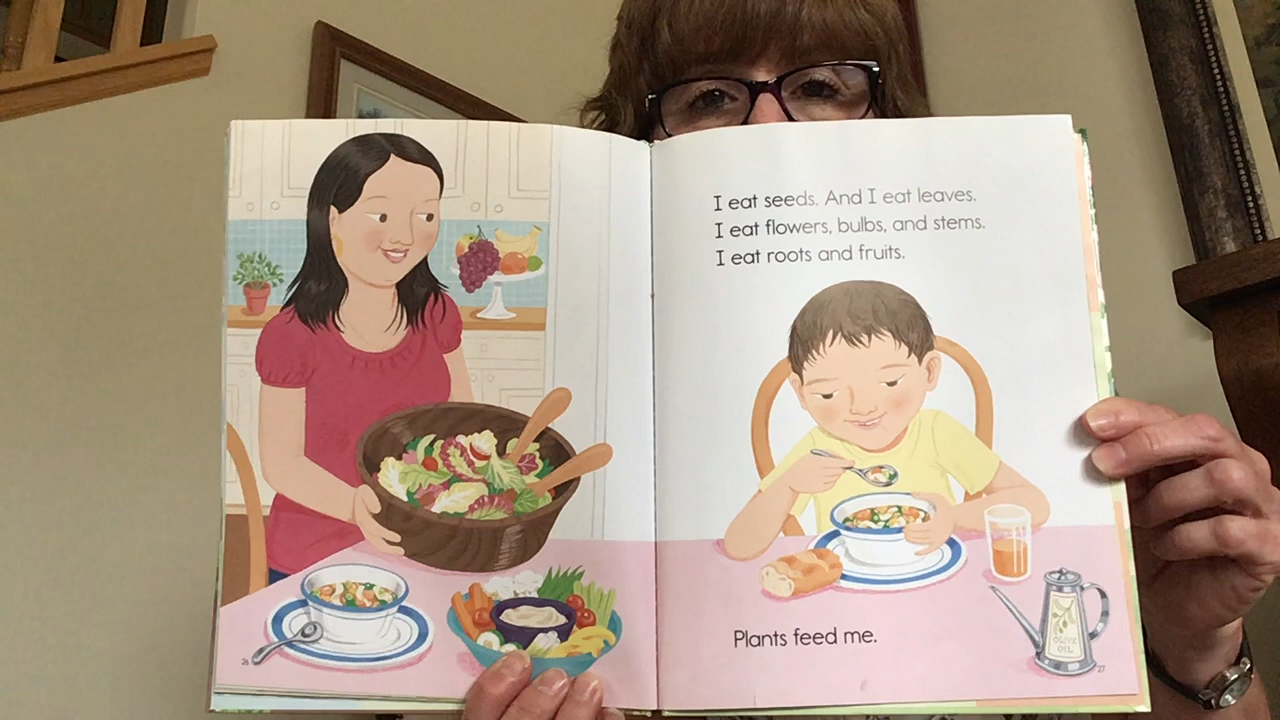 I eat seeds. And I eat leaves.
I eat flowers, bulbs, and stems.
I eat roots and fruits.
OLIVE
OIL
Plants feed me.
26
27